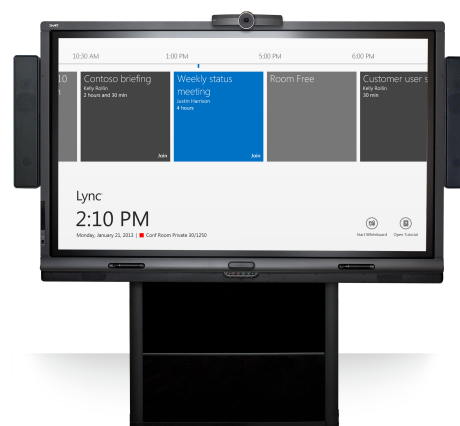 SMART
10:30 AM 1:00 PM 5:00 PM 6:00 PM
10
Contoso briefing
Kelly Rollin
2 hours and 30 min
Join
Weekly status
meeting
Justin Harrison
4 hours
Join
Room Free
Customer user s
Kelly Rollin
30 min
Lync
2:10 PM
Monday, January 21, 2013 | Conf Room Private 30/1250
Start Whiteboard Open Tutorial